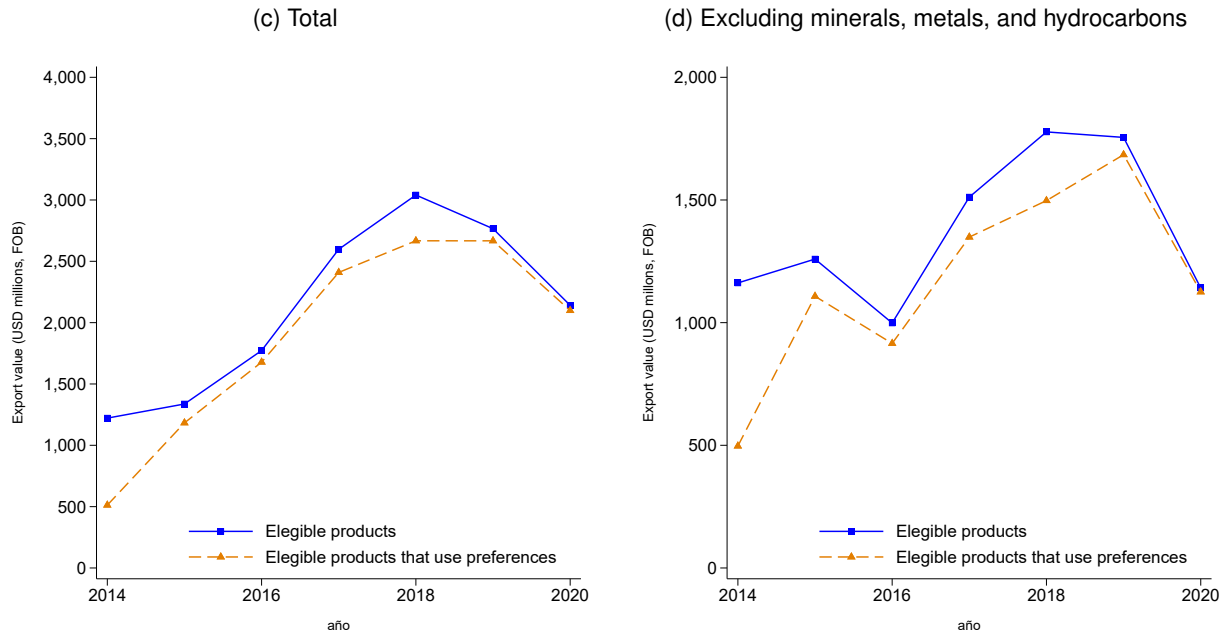 (c) Total
Export value (USD millions, FOB)
4,000
3,500
3,000
2,500
2,000
1,500
1,000
500
0
2014
2016
2018
2020
año
Elegible products
Elegible products that use preferences
(d) Excluding minerals, metals, and hydrocarbons
Export value (USD millions, FOB)
2,000
1,500
1,000
500
0
2014
2016
2018
2020
año
Elegible products
Elegible products that use preferences